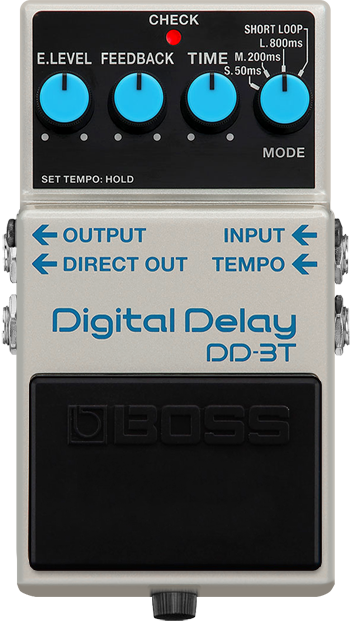 CHECK
E.LEVEL FEEDBACK TIME
SHORT LOOP
L.800ms
M.200ms
S.50ms
MODE
SET TEMPO: HOLD
OUTPUT INPUT
DIRECT OUT TEMPO
Digital Delay
DD-3T
BOSS